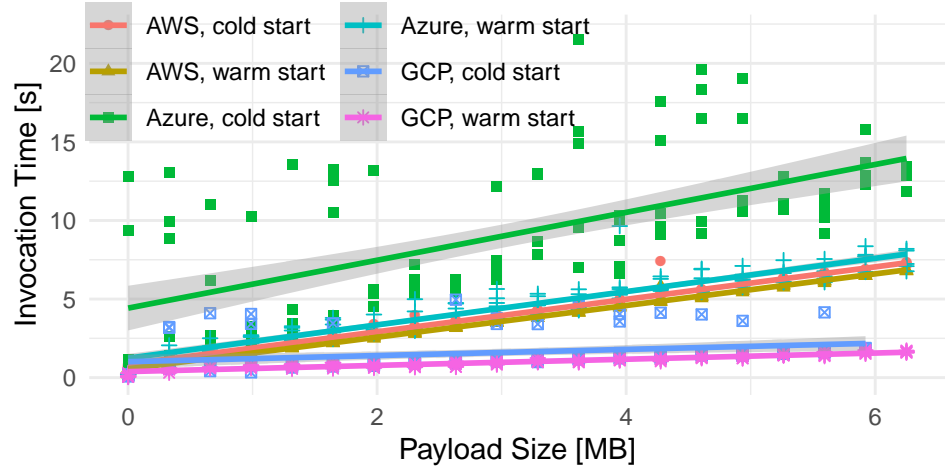 AWS, cold start
Azure, warm start
AWS, warm start
GCP, cold start
Azure, cold start
GCP, warm start
Invocation Time [s]
20
15
10
5
0
0
2
4
6
Payload Size [MB]